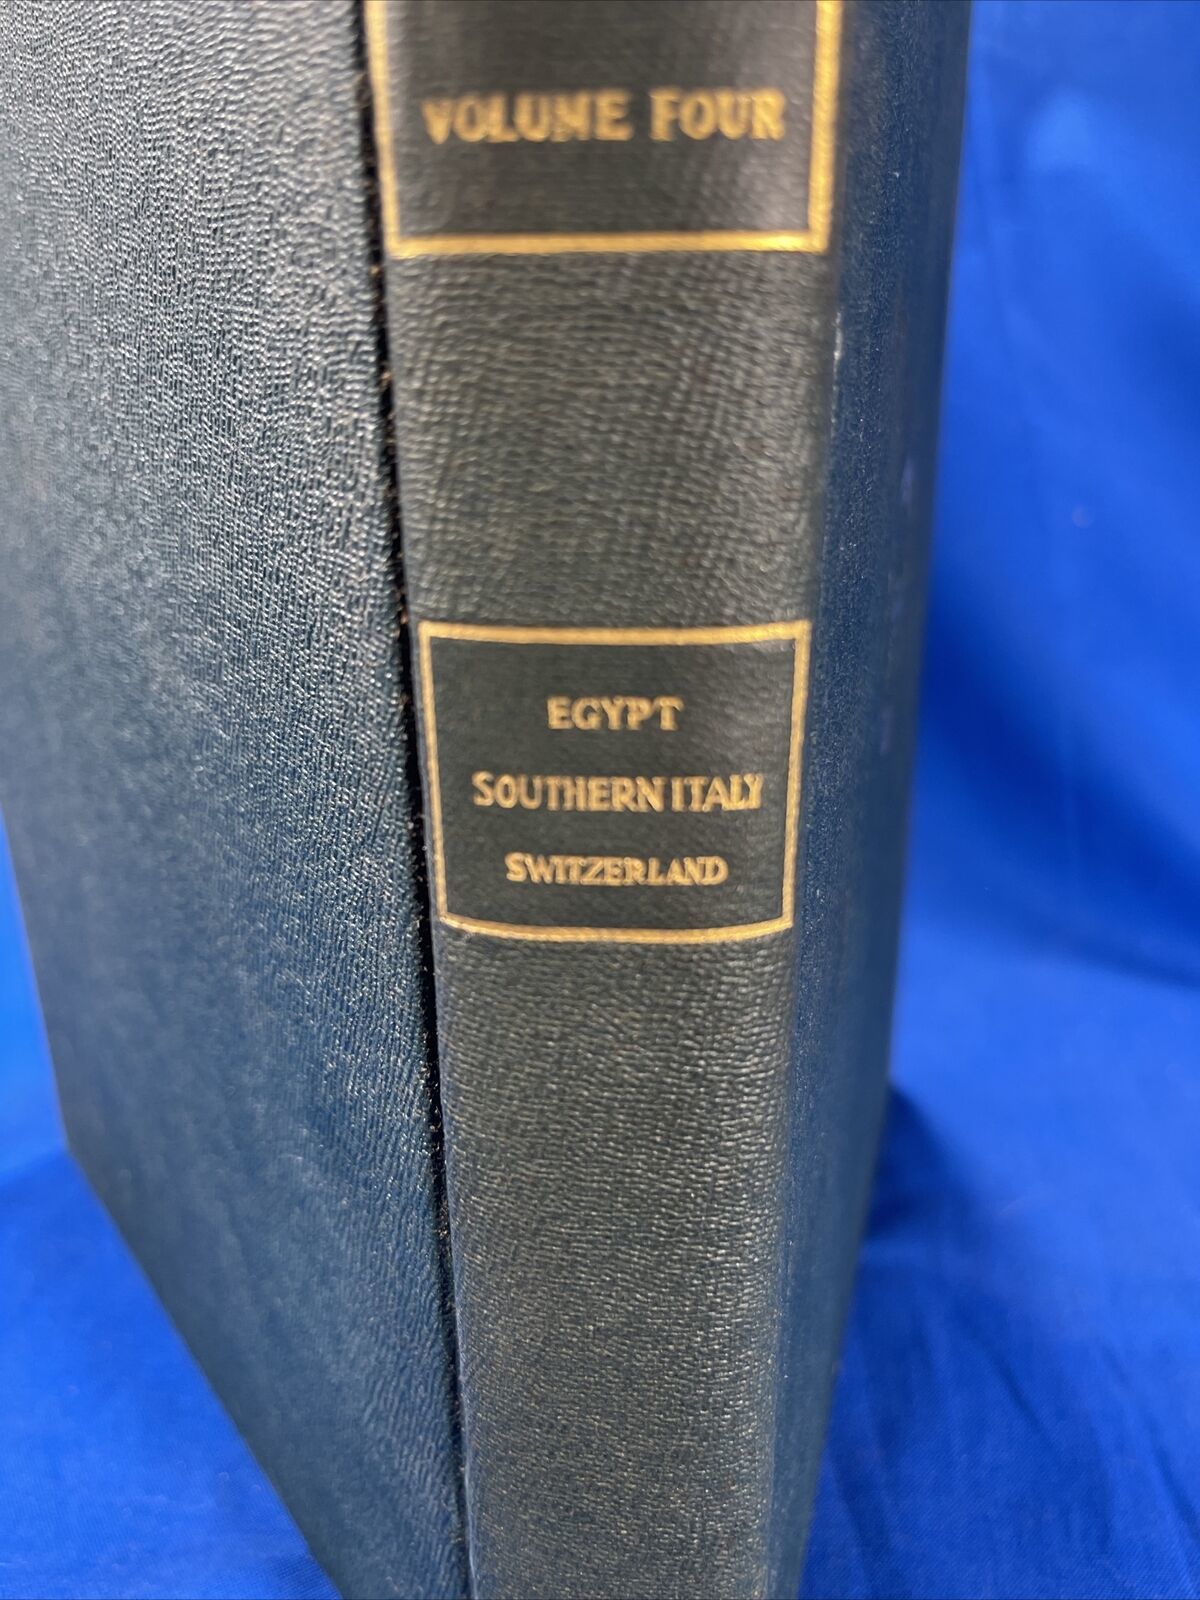 VOLUME FOUR
EGYPT
SOUTHERN ITALY
SWITZERLAND